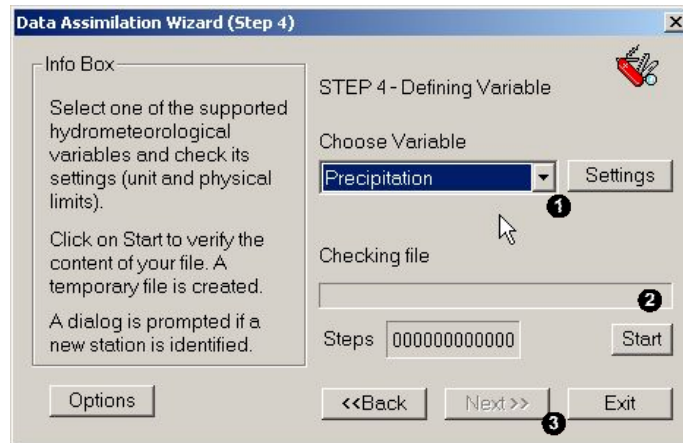 Data Assimilation Wizard (Step 4)
Info Box
Select one of the supported
hydrometeorological
variables and check its
settings (unit and physical
limits).
Click on Start to verify the
content of your file. A
temporary file is created.
A dialog is prompted if a
new station is identified.
Options
STEP 4 - Defining Variable
Choose Variable
Precipitation
Settings
1
Checking file
2
Steps 000000000000 Start
<<Back Next>> Exit
3